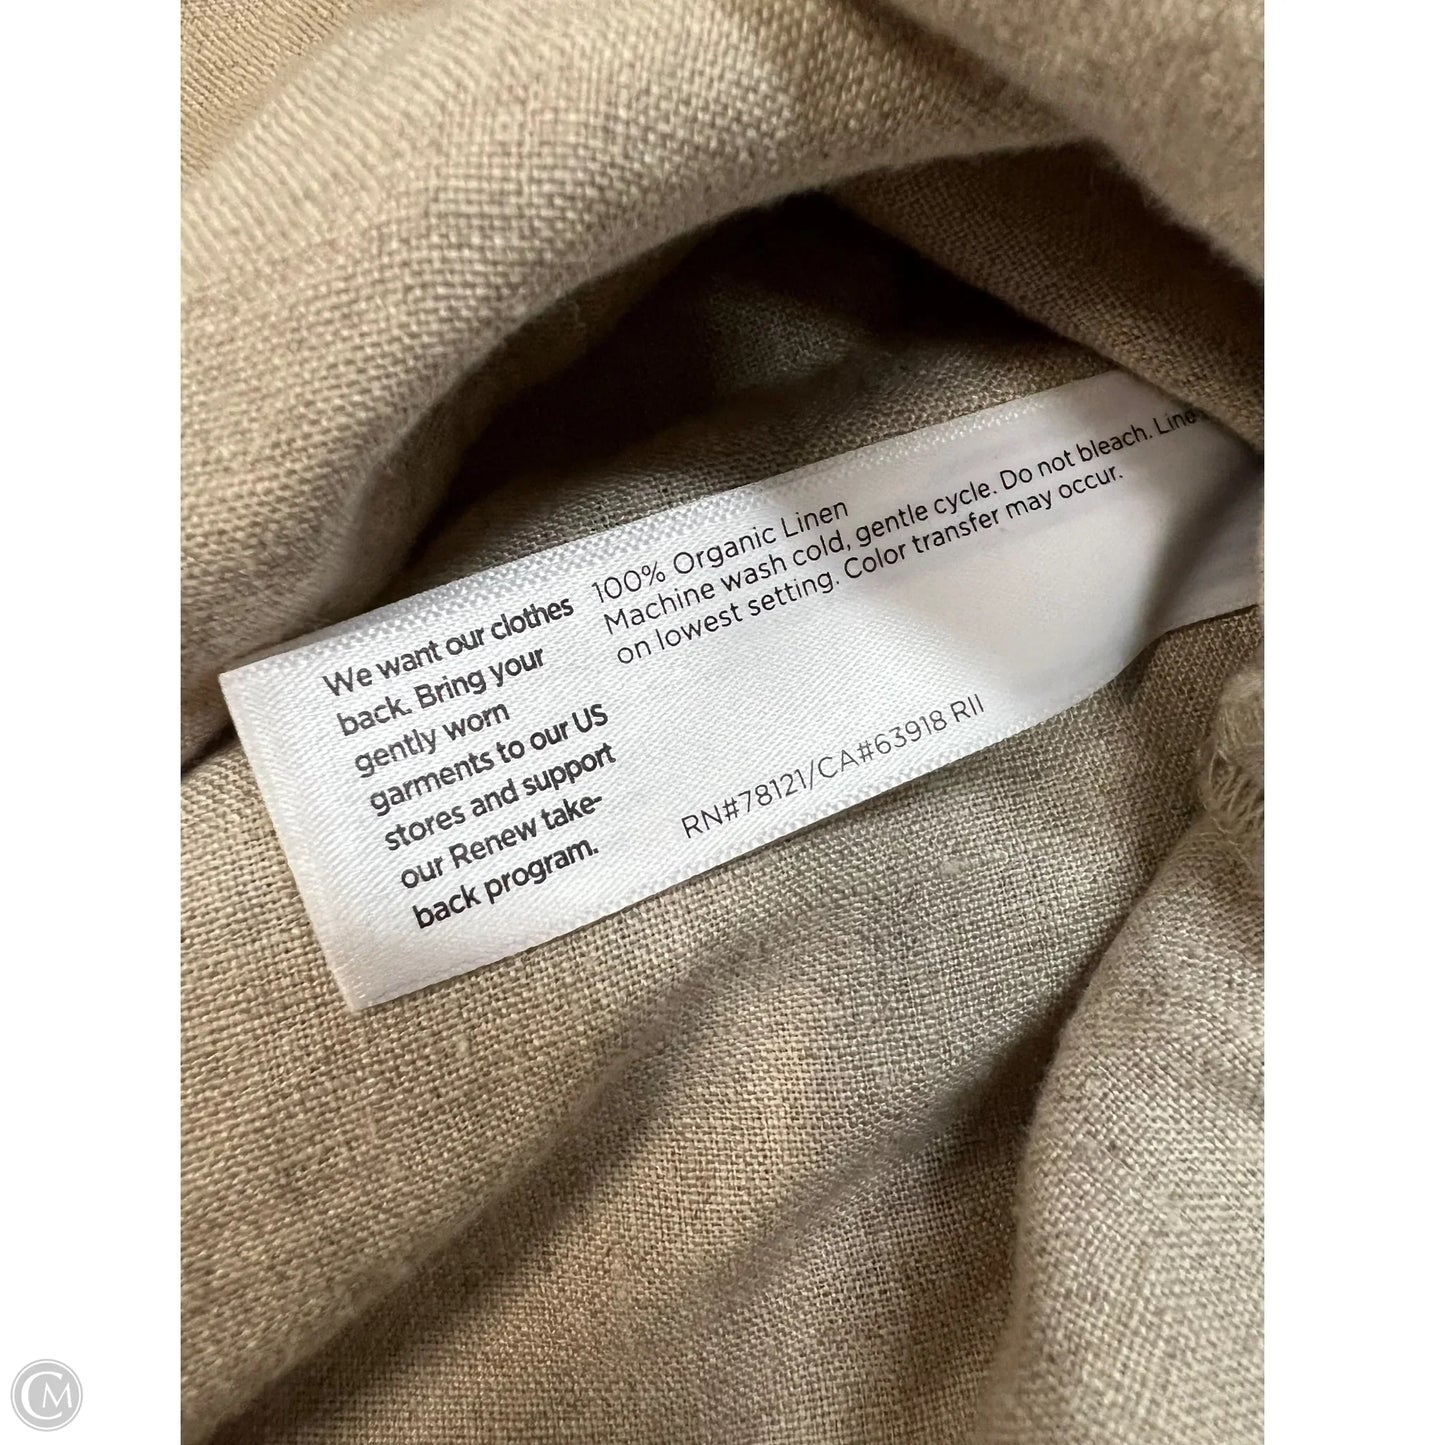 We want our clothes
back. Bring your
gently worn
garments to our US
stores and support
our Renew take-
back program.
100% Organic Linen
Machine wash cold, gentle cycle. Do not bleach.
on lowest setting. Color transfer may occur.
RN#78121/CA#63918 RII
CM